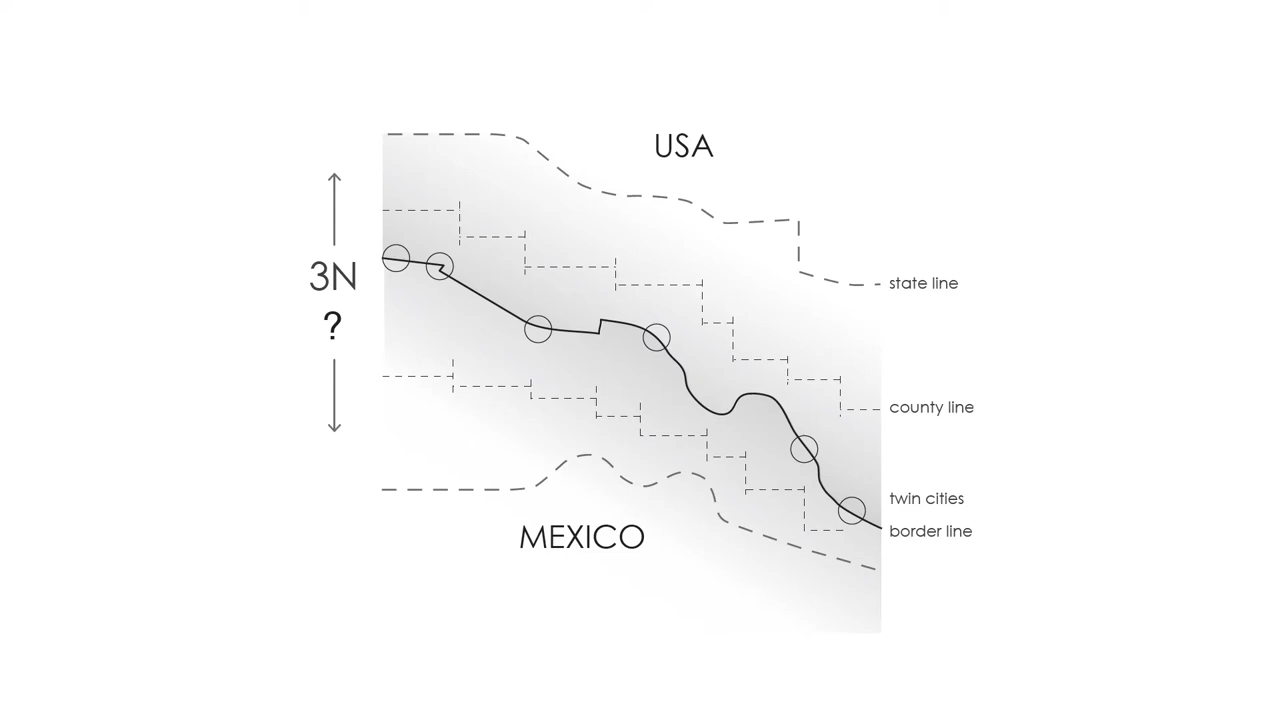 USA
3N
?
state line
county line
twin cities
border line
MEXICO